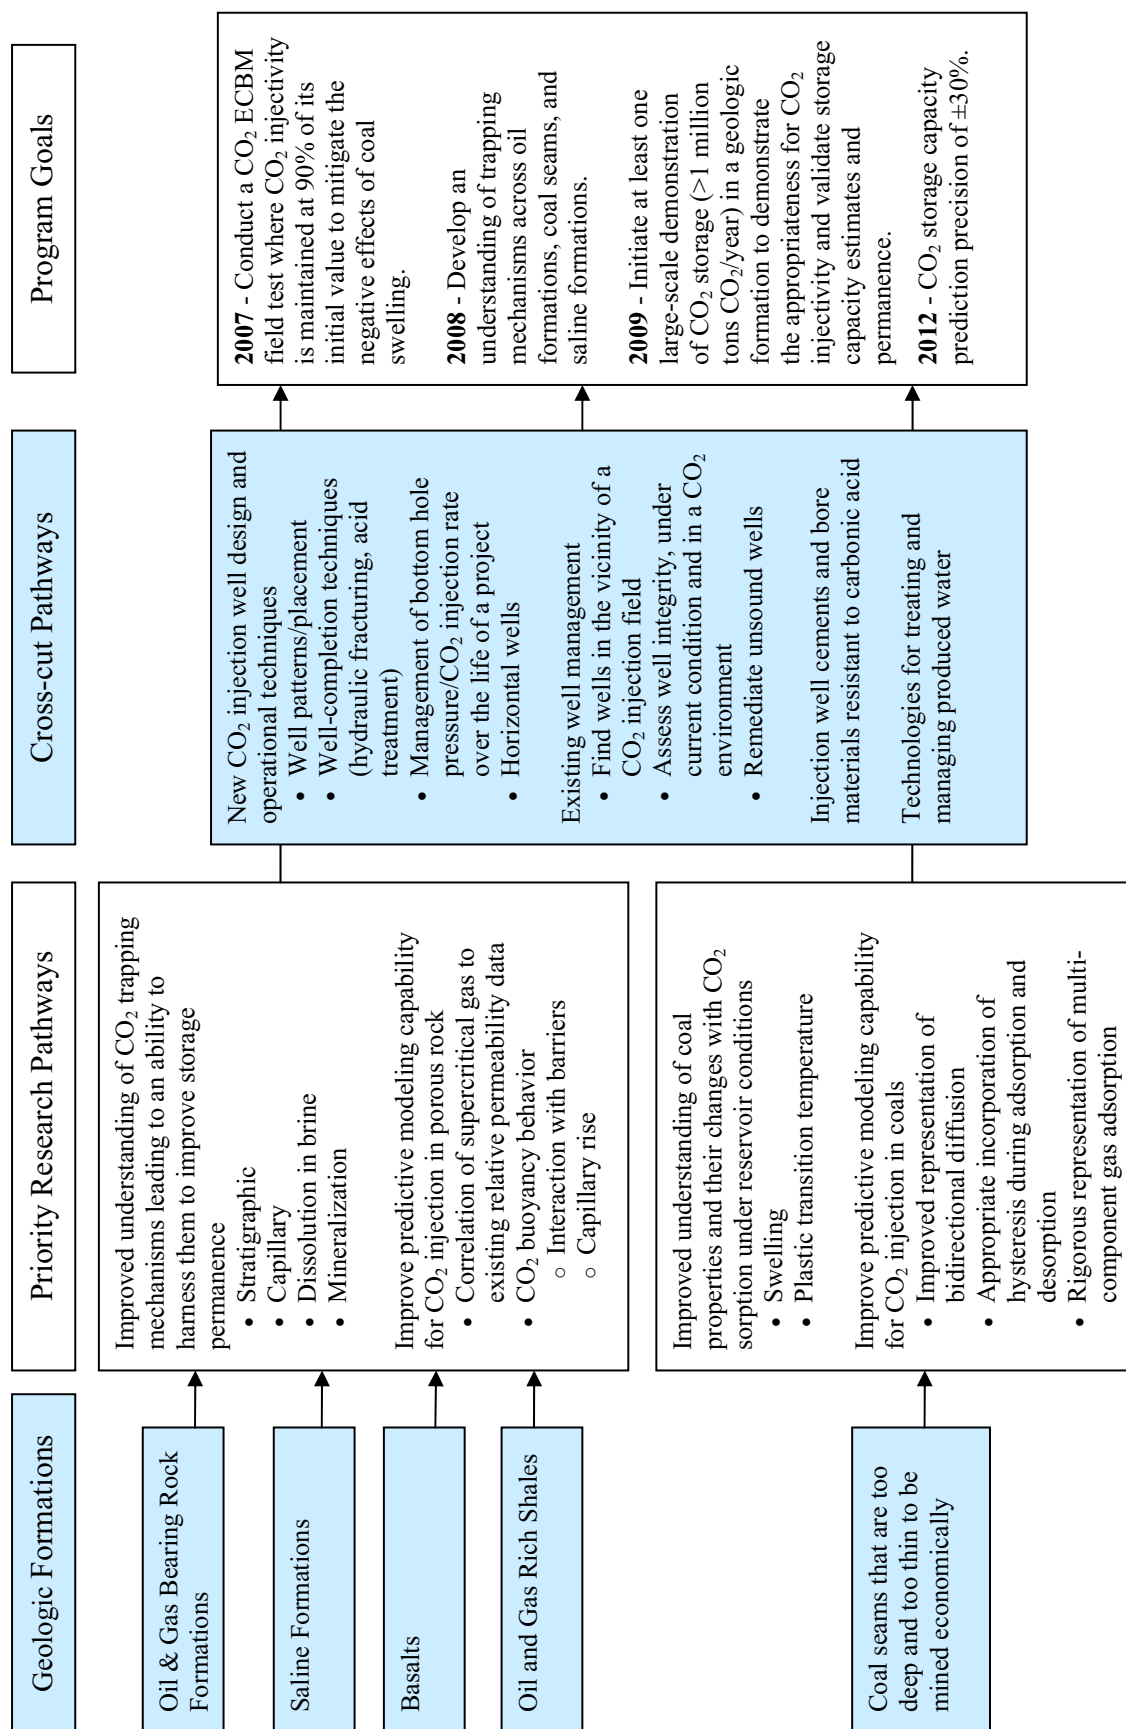 Geologic Formations
Oil & Gas Bearing Rock
Formations
Saline Formations
Basalts
Oil and Gas Rich Shales
Coal seams that are too
deep and too thin to be
mined economically
Priority Research Pathways
Improved understanding of CO₂ trapping
mechanisms leading to an ability to
harness them to improve storage
permanence
• Stratigraphic
• Capillary
• Dissolution in brine
• Mineralization
Improve predictive modeling capability
for CO₂ injection in porous rock
• Correlation of supercritical gas to
existing relative permeability data
• CO₂ buoyancy behavior
○ Interaction with barriers
○ Capillary rise
Improved understanding of coal
properties and their changes with CO₂
sorption under reservoir conditions
• Swelling
• Plastic transition temperature
Improve predictive modeling capability
for CO₂ injection in coals
• Improved representation of
bidirectional diffusion
• Appropriate incorporation of
hysteresis during adsorption and
desorption
• Rigorous representation of multi-
component gas adsorption
Cross-cut Pathways
New CO₂ injection well design and
operational techniques
• Well patterns/placement
• Well-completion techniques
(hydraulic fracturing, acid
treatment)
• Management of bottom hole
pressure/CO₂ injection rate
over the life of a project
• Horizontal wells
Existing well management
• Find wells in the vicinity of a
CO₂ injection field
• Assess well integrity, under
current condition and in a CO₂
environment
• Remediate unsound wells
Injection well cements and bore
materials resistant to carbonic acid
Technologies for treating and
managing produced water
Program Goals
2007 - Conduct a CO₂ ECBM
field test where CO₂ injectivity
is maintained at 90% of its
initial value to mitigate the
negative effects of coal
swelling.
2008 - Develop an
understanding of trapping
mechanisms across oil
formations, coal seams, and
saline formations.
2009 - Initiate at least one
large-scale demonstration
of CO₂ storage (>1 million
tons CO₂/year) in a geologic
formation to demonstrate
the appropriateness for CO₂
injectivity and validate storage
capacity estimates and
permanence.
2012 - CO₂ storage capacity
prediction precision of ±30%.